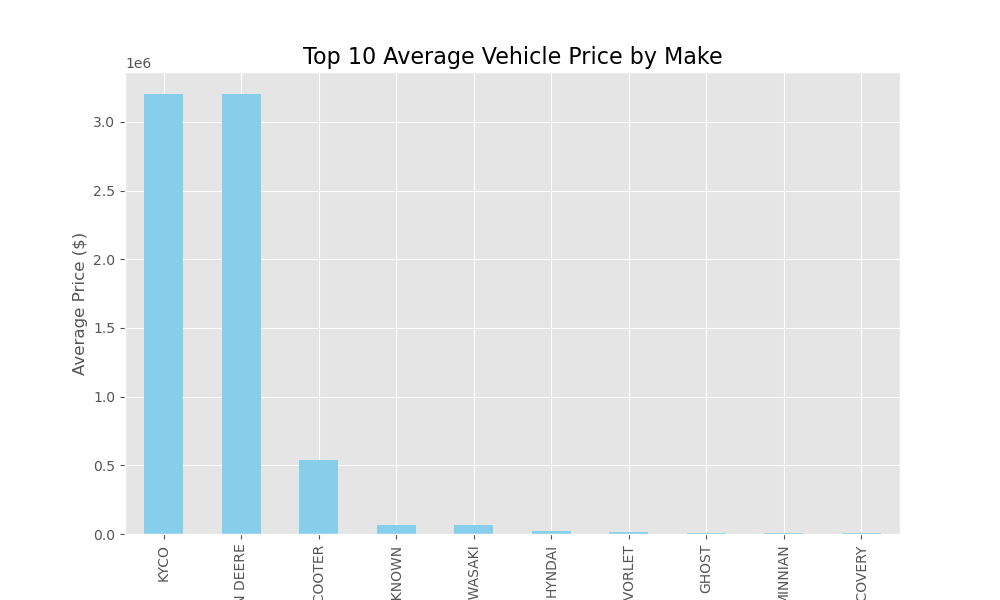 Top 10 Average Vehicle Price by Make
1e6
3.0
2.5
2.0
1.5
1.0
0.5
0.0
Average Price ($)
KYCO
N DEERE
COOTER
KNOWN
WASAKI
HYNDAI
VORLET
GHOST
MINNIAN
COVERY